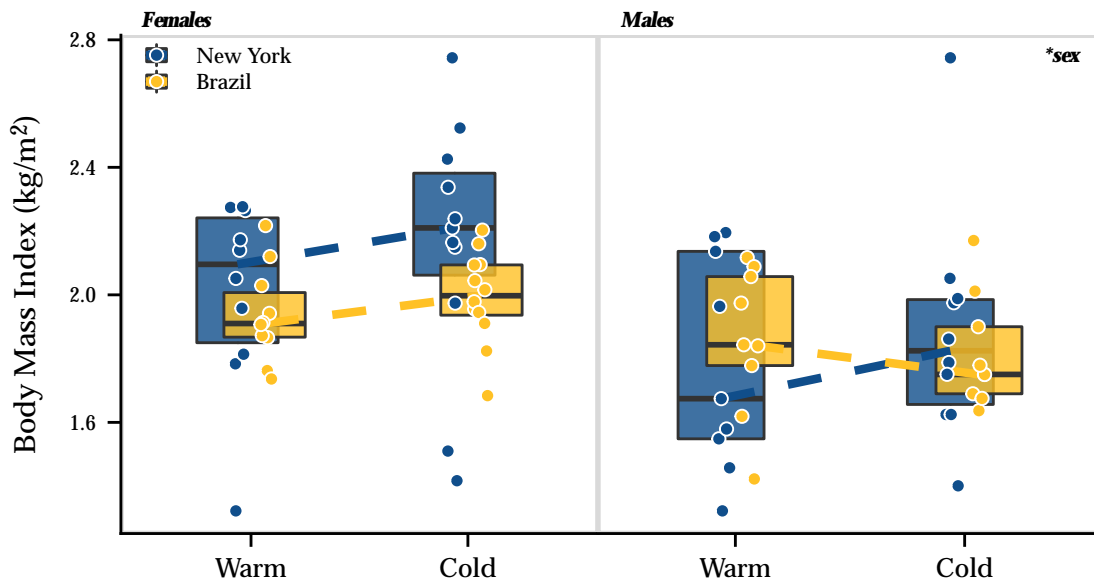 Females
Males
2.8
2.4
2.0
1.6
Body Mass Index (kg/m²)
New York
Brazil
*sex
Warm
Cold
Warm
Cold